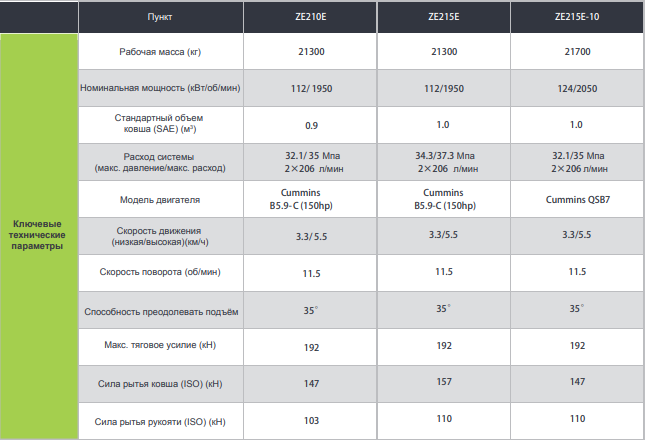 Пункт ZE210E ZE215E ZE215E-10
Рабочая масса (кг) 21300 21300 21700
Номинальная мощность (кВт/об/мин) 112/ 1950 112/1950 124/2050
Стандартный объем
ковша (SAE) (м³) 0.9 1.0 1.0
Расход системы 32.1/ 35 Mna 34.3/37.3 Mna 32.1/35 Mna
(макс. давление/макс. расход) 2×206 л/мин 2×206 л/мин 2×206 л/мин
Модель двигателя
Cummins
B5.9-C (150hp)
Cummins
B5.9-C (150hp)
Cummins QSB7
Ключевые
технические
параметры
Скорость движения
(низкая/высокая)(км/ч) 3.3/ 5.5 3.3/5.5 3.3/5.5
Скорость поворота (об/мин) 11.5 11.5 11.5
Способность преодолевать подъём 35° 35° 35°
Макс. тяговое усилие (кН) 192 192 192
Сила рытья ковша (ISO) (кН) 147 157 147
Сила рытья рукояти (ISO) (кН) 103 110 110